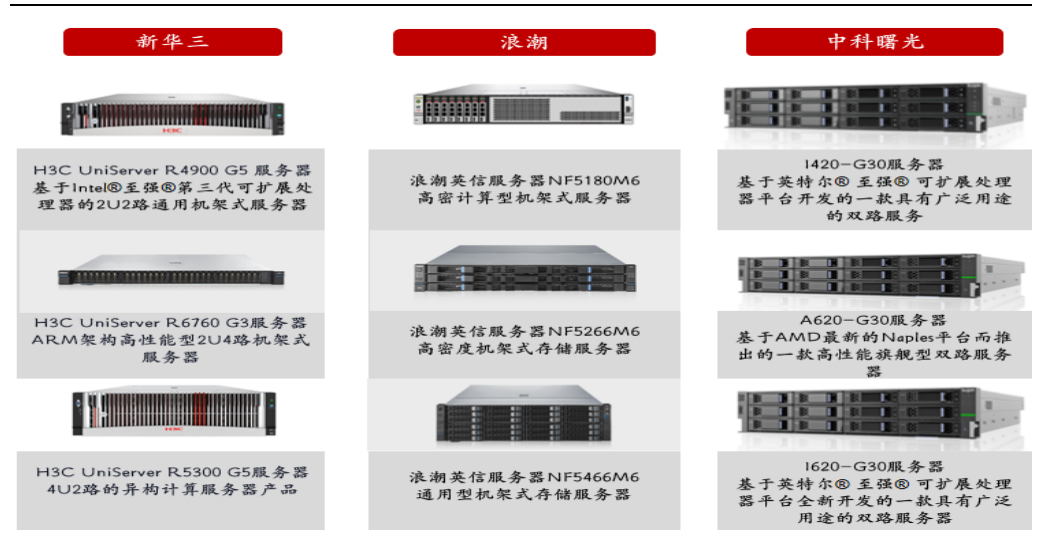 新华三
H3C
H3C UniServer R4900 G5 服务器
基于Intel®至强®第三代可扩展处
理器的2U2路通用机架式服务器
H3C UniServer R6760 G3服务器
ARM架构高性能型2U4路机架式
服务器
H3C
H3C UniServer R5300 G5服务器
4U2路的异构计算服务器产品
浪潮
浪潮英信服务器NF5180M6
高密计算型机架式服务器
浪潮英信服务器NF5266M6
高密度机架式存储服务器
浪潮英信服务器NF5466M6
通用型机架式存储服务器
中科曙光
I420-G30服务器
基于英特尔® 至强® 可扩展处理
器平台开发的一款具有广泛用途
的双路服务
A620-G30服务器
基于AMD最新的Naples平台而推
出的一款高性能旗舰型双路服务
器
I620-G30服务器
基于英特尔® 至强® 可扩展处理
器平台全新开发的一款具有广泛
用途的双路服务器